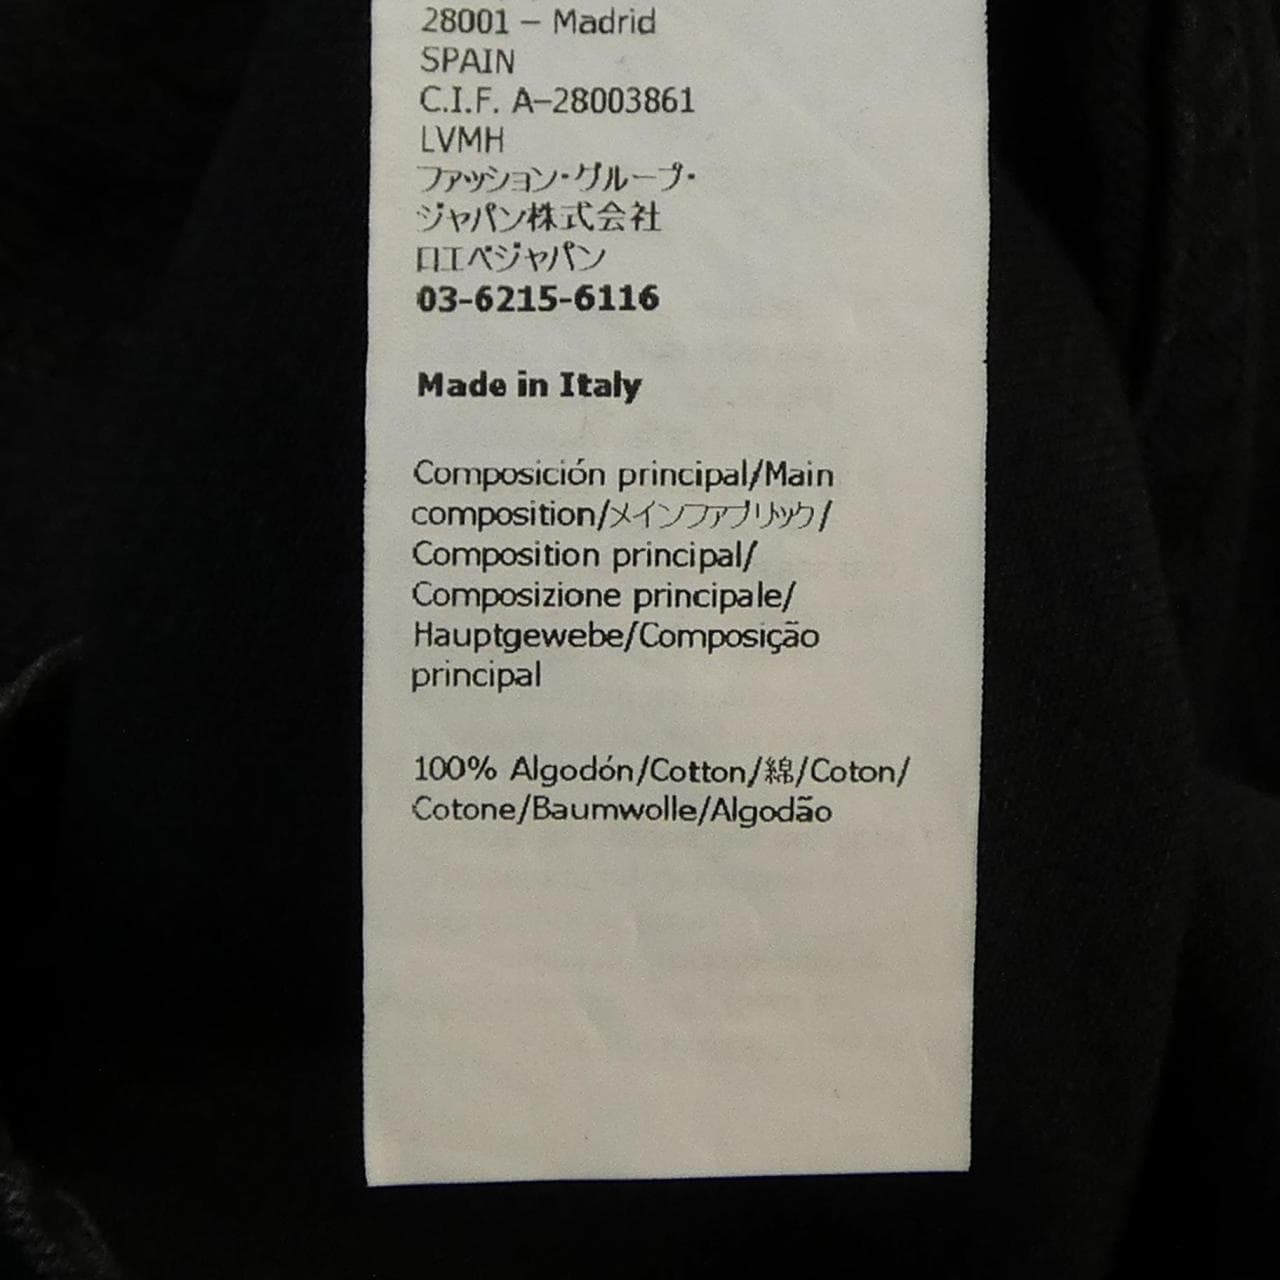 28001 – Madrid
SPAIN
C.I.F. A–28003861
LVMH
ファッション・グループ・
ジャパン株式会社
ロエベジャパン
03-6215-6116
Made in Italy
Composición principal/Main
composition/メインファブリック/
Composition principal/
Composizione principale/
Hauptgewebe/Composição
principal
100% Algodón/Cotton/綿/Coton/
Cotone/Baumwolle/Algodão